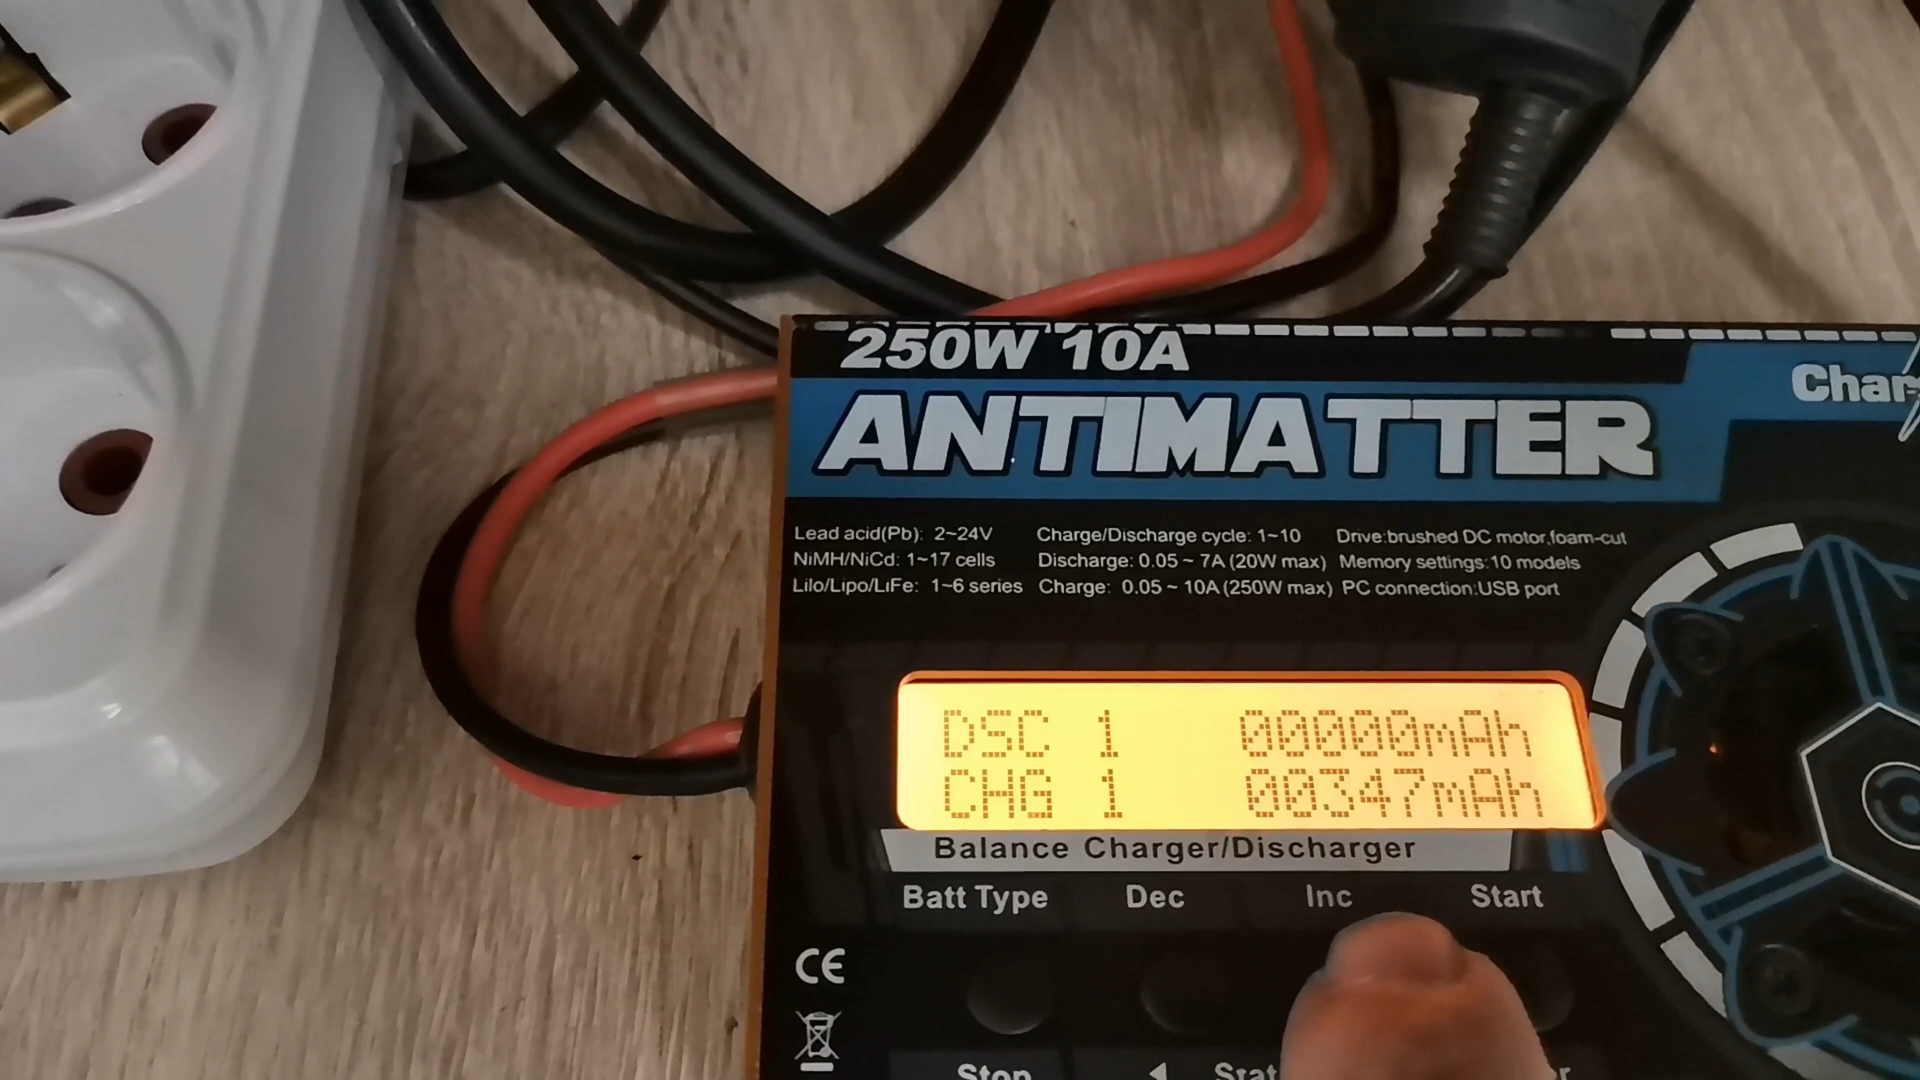 250W 10A
ANTIMATTER
Lead acid(Pb): 2~24V Charge/Discharge cycle: 1~10 Drive:brushed DC motor,foam-cut
NiMH/NiCd: 1~17 cells Discharge: 0.05 ~ 7A (20W max) Memory settings:10 models
LiIo/Lipo/LiFe: 1~6 series Charge: 0.05 ~ 10A (250W max) PC connection:USB port
DSC 1 00000mAh
CHG 1 00347mAh
Balance Charger/Discharger
Batt Type Dec Inc Start
CE
Stop